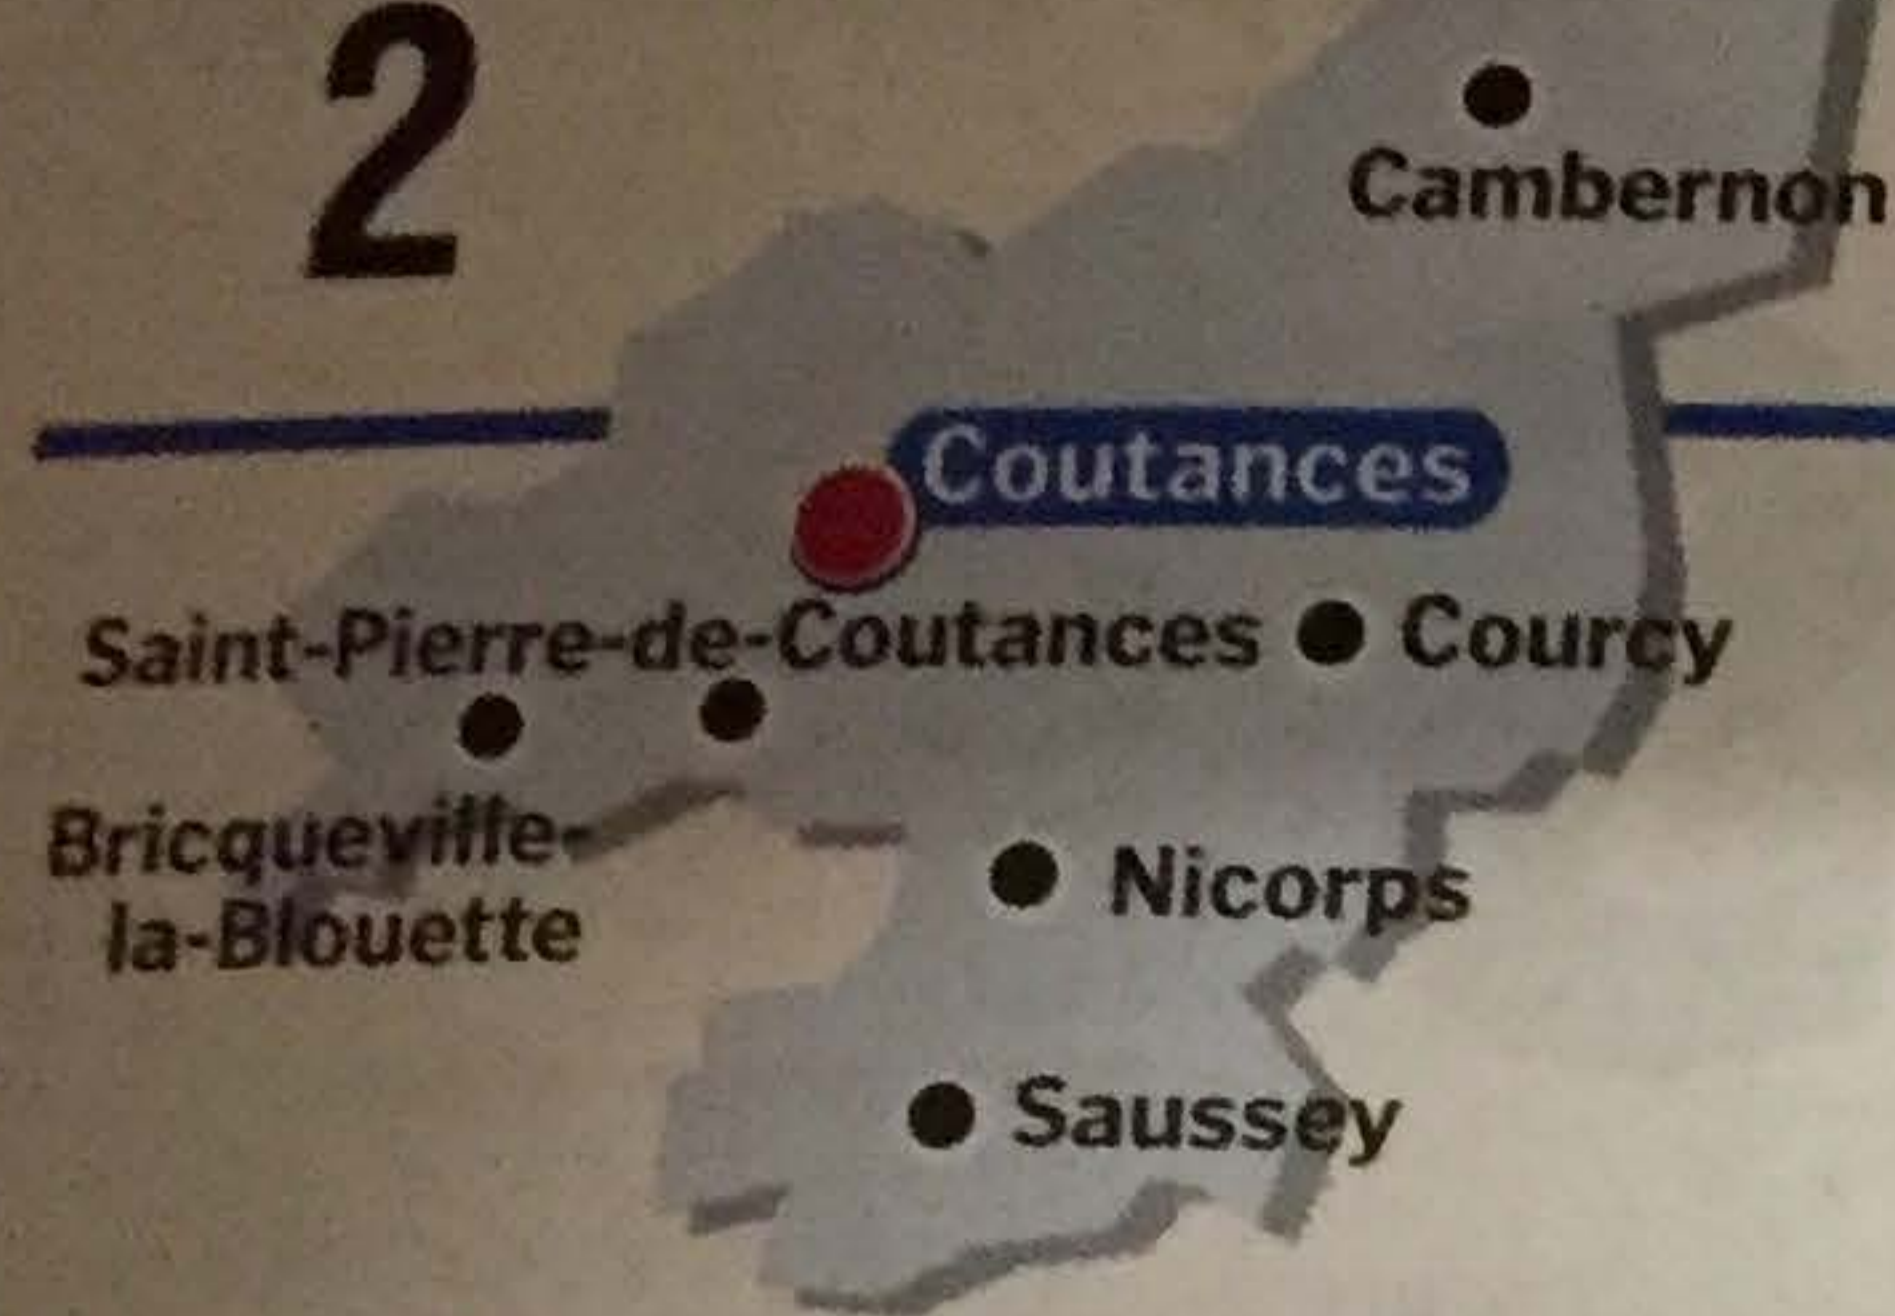 2
Cambernon
Coutances
Saint-Pierre-de-Coutances
Courcy
Bricqueville-
la-Blouette
Nicorps
Saussey